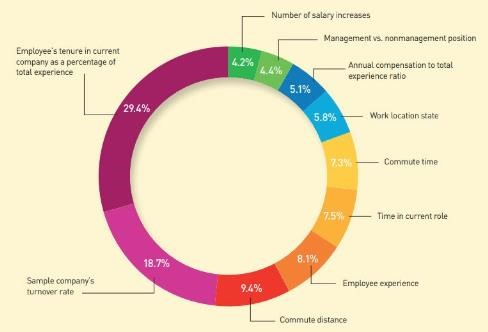 Number of salary increases
4.2%
Management vs. nonmanagement position
4.4%
Annual compensation to total
experience ratio
5.1%
Work location state
5.8%
Commute time
7.3%
Time in current role
7.5%
Employee experience
8.1%
Commute distance
9.4%
Sample company's
turnover rate
18.7%
Employee's tenure in current
company as a percentage of
total experience
29.4%